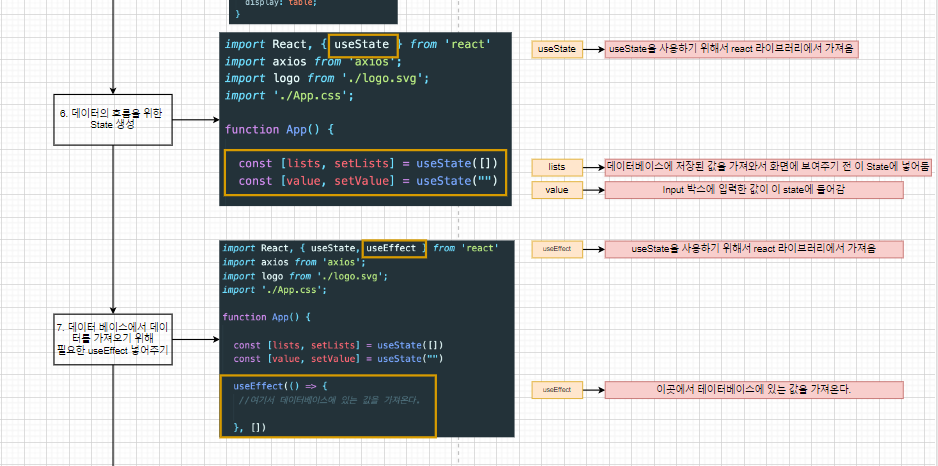 display: table;
}
import React, { useState } from 'react'
import axios from 'axios';
import logo from './logo.svg';
import './App.css';
function App() {
const [lists, setLists] = useState([])
const [value, setValue] = useState("")
6. 데이터의 흐름을 위한
State 생성
useState
useState을 사용하기 위해서 react 라이브러리에서 가져옴
lists
데이터베이스에 저장된 값을 가져와서 화면에 보여주기 전 이 State에 넣어둠
value
Input 박스에 입력한 값이 이 state에 들어감
import React, { useState, useEffect } from 'react'
import axios from 'axios';
import logo from './logo.svg';
import './App.css';
function App() {
const [lists, setLists] = useState([])
const [value, setValue] = useState("")
useEffect(() => {
//여기서 데이터베이스에 있는 값을 가져온다.
}, [])
7. 데이터 베이스에서 데이
터를 가져오기 위해
필요한 useEffect 넣어주기
useEffect
useState을 사용하기 위해서 react 라이브러리에서 가져옴
useEffect
이곳에서 테이터베이스에 있는 값을 가져온다.